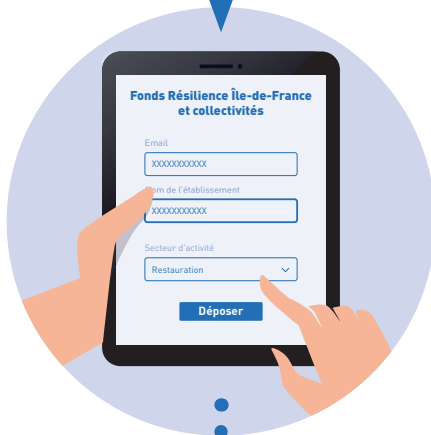 Fonds Résilience Île-de-France
et collectivités
Email
XXXXXXXXXXX
om de l'établissement
XXXXXXXXXXX
Secteur d'activité
Restauration
Déposer